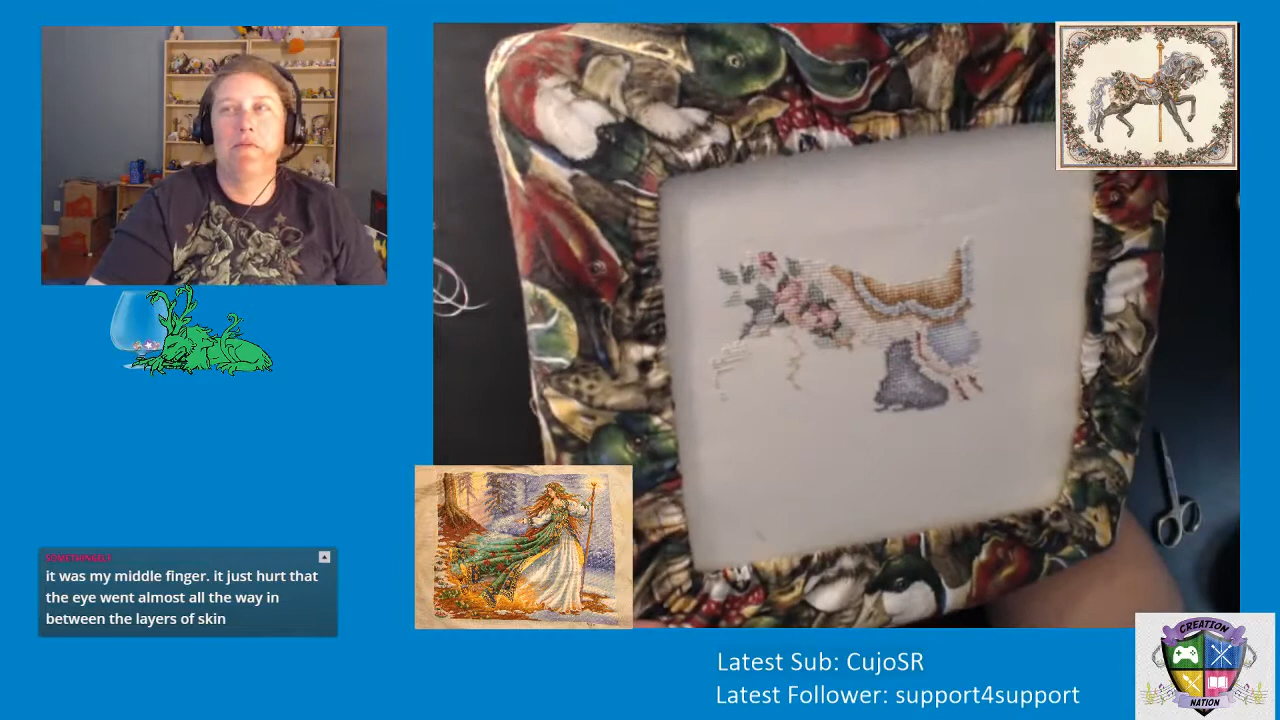 it was my middle finger. it just hurt that
the eye went almost all the way in
between the layers of skin
Latest Sub: CujoSR
Latest Follower: support4support
CREATION
NATION